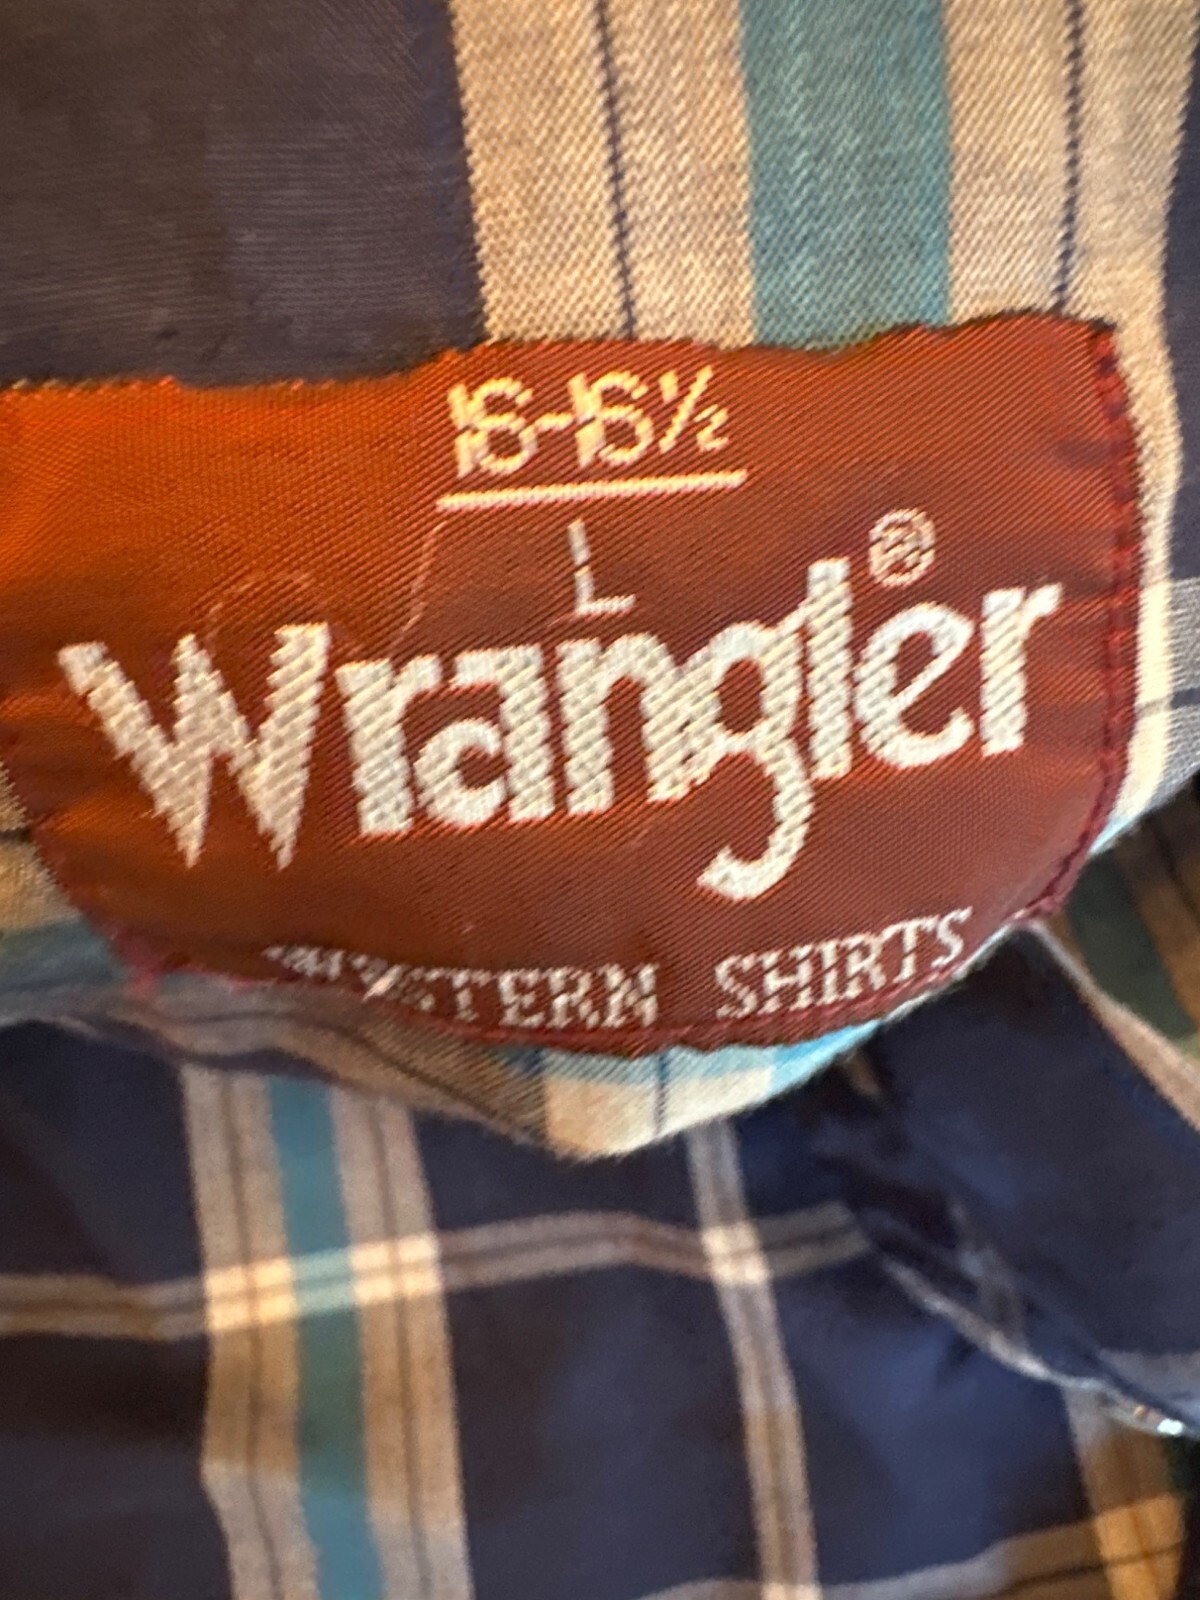 16-16½
L
Wrangler®
WESTERN SHIRTS